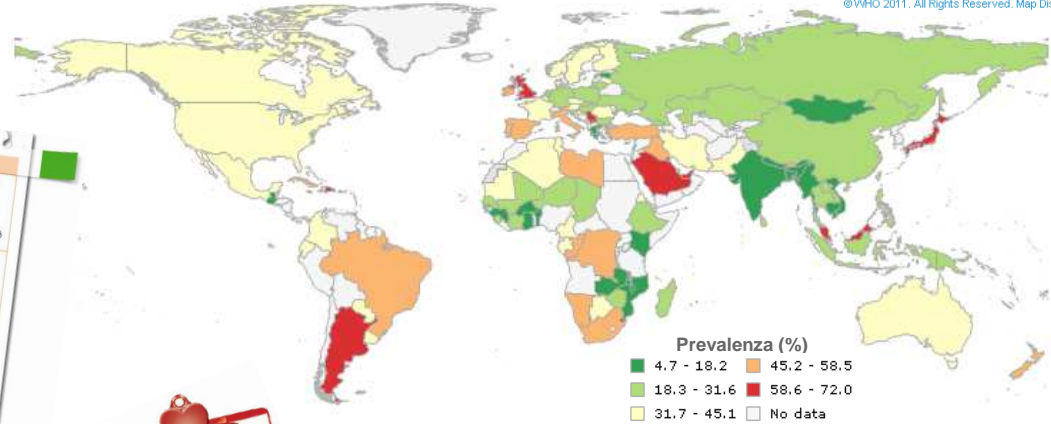 © WHO 2011. All Rights Reserved. Map Dis
Prevalenza (%)
4.7 - 18.2 45.2 - 58.5
18.3 - 31.6 58.6 - 72.0
31.7 - 45.1 No data